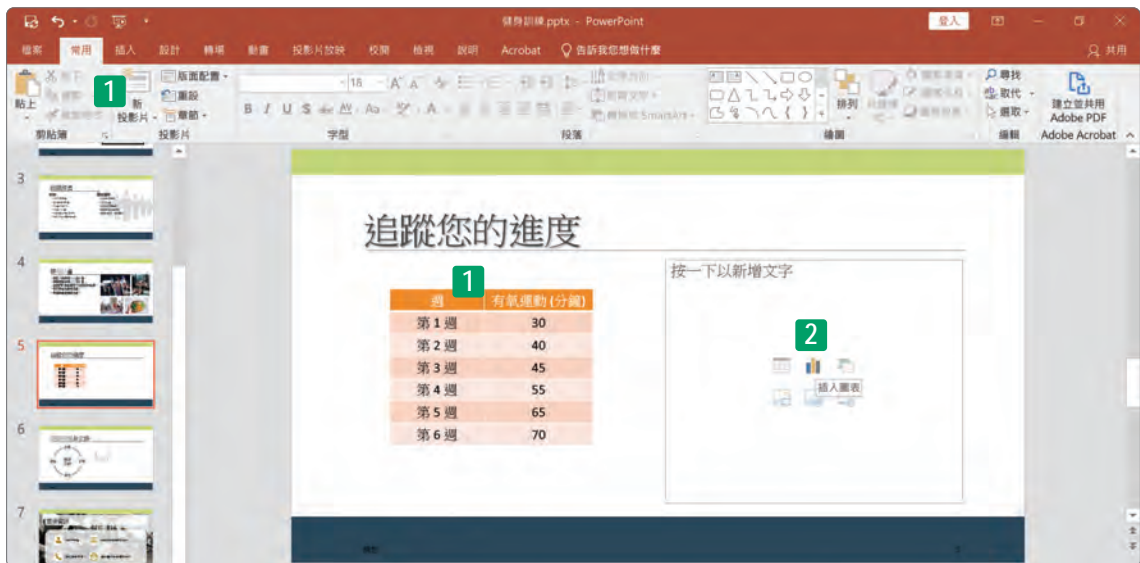 健身訓練.pptx - PowerPoint
登入
檔案 常用 插入 設計 轉場 動畫 投影片放映 校閱 檢視 說明 Acrobat 告訴我您想做什麼 共用
貼上
剪貼簿
1
新
投影片
版面配置
重設
章節
投影片
18
B I U S abc AV Aa A
字型
段落
SmartArt
排列
繪圖
尋找
取代
選取
編輯
建立並共用
Adobe PDF
Adobe Acrobat
3
4
5
6
7
追蹤您的進度
1
週 有氧運動 (分鐘)
第 1 週 30
第 2 週 40
第 3 週 45
第 4 週 55
第 5 週 65
第 6 週 70
按一下以新增文字
2
插入圖表